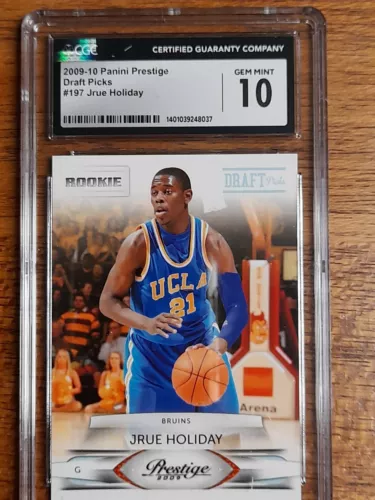 CGC
CERTIFIED GUARANTY COMPANY
2009-10 Panini Prestige
Draft Picks
#197 Jrue Holiday
GEM MINT
10
1401039248037
ROOKIE
DRAFT Picks
UCLA
21
Arena
BRUINS
JRUE HOLIDAY
G
Prestige
2009